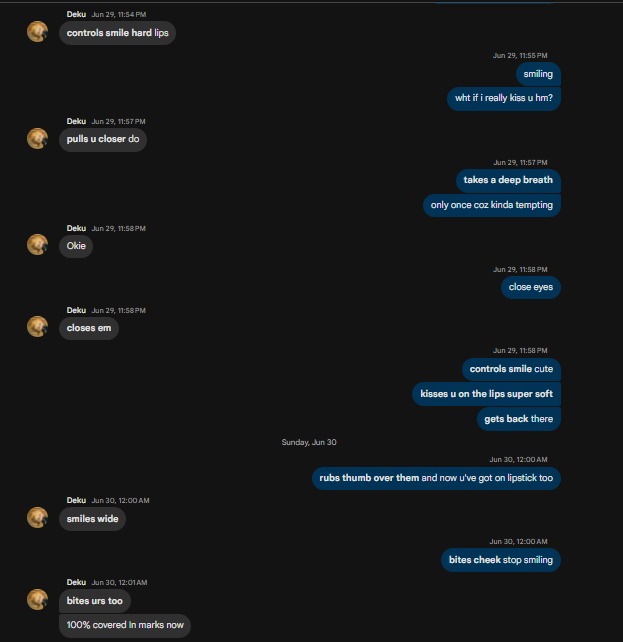 Deku Jun 29, 11:54 PM
controls smile hard lips
Jun 29, 11:55 PM
smiling
wht if i really kiss u hm?
Deku Jun 29, 11:57 PM
pulls u closer do
Jun 29, 11:57 PM
takes a deep breath
only once coz kinda tempting
Deku Jun 29, 11:58 PM
Okie
Jun 29, 11:58 PM
close eyes
Deku Jun 29, 11:58 PM
closes em
Jun 29, 11:58 PM
controls smile cute
kisses u on the lips super soft
gets back there
Sunday, Jun 30
Jun 30, 12:00 AM
rubs thumb over them and now u've got on lipstick too
Deku Jun 30, 12:00 AM
smiles wide
Jun 30, 12:00 AM
bites cheek stop smiling
Deku Jun 30, 12:01 AM
bites urs too
100% covered In marks now